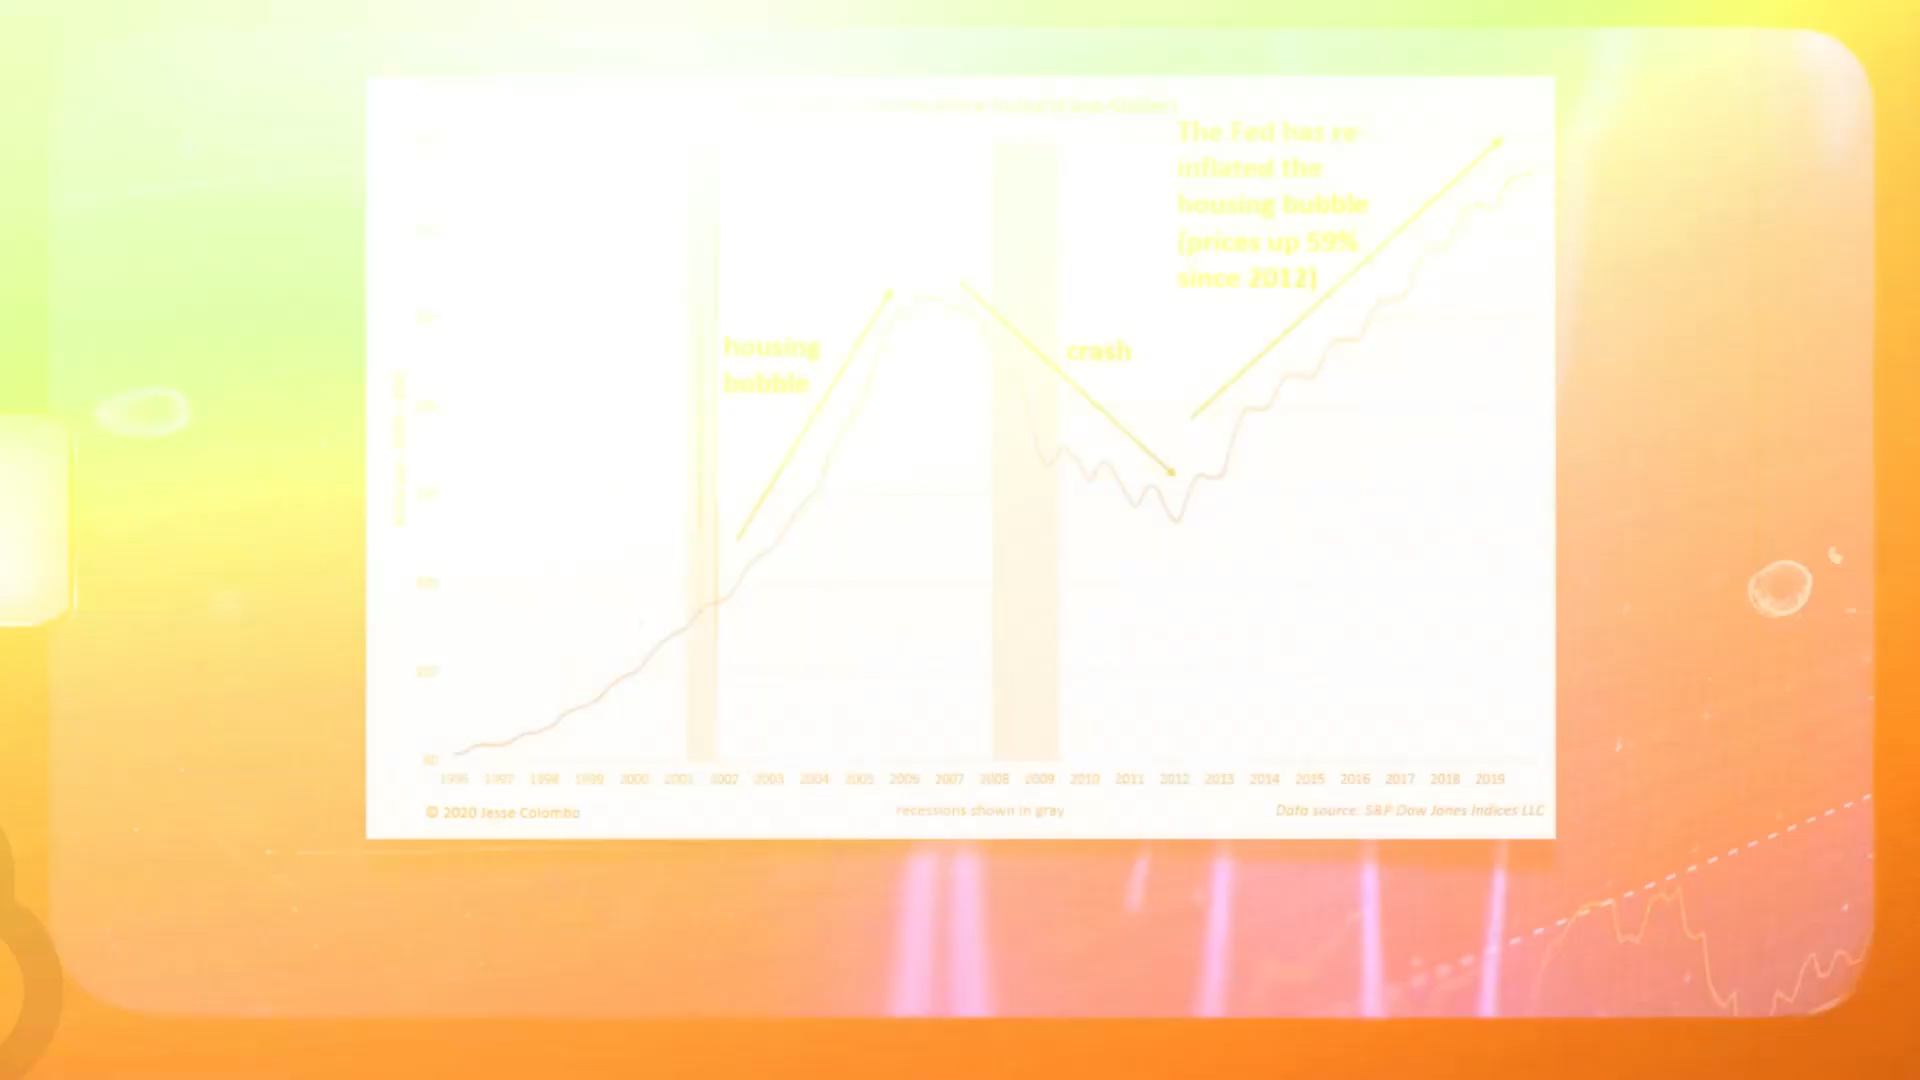 The Fed has re-
inflated the
housing bubble
(prices up 59%
since 2012)
housing
bubble
crash
1996 1997 1998 1999 2000 2001 2002 2003 2004 2005 2006 2007 2008 2009 2010 2011 2012 2013 2014 2015 2016 2017 2018 2019
© 2020 Jesse Colombo
recessions shown in gray
Data source: S&P Dow Jones Indices LLC